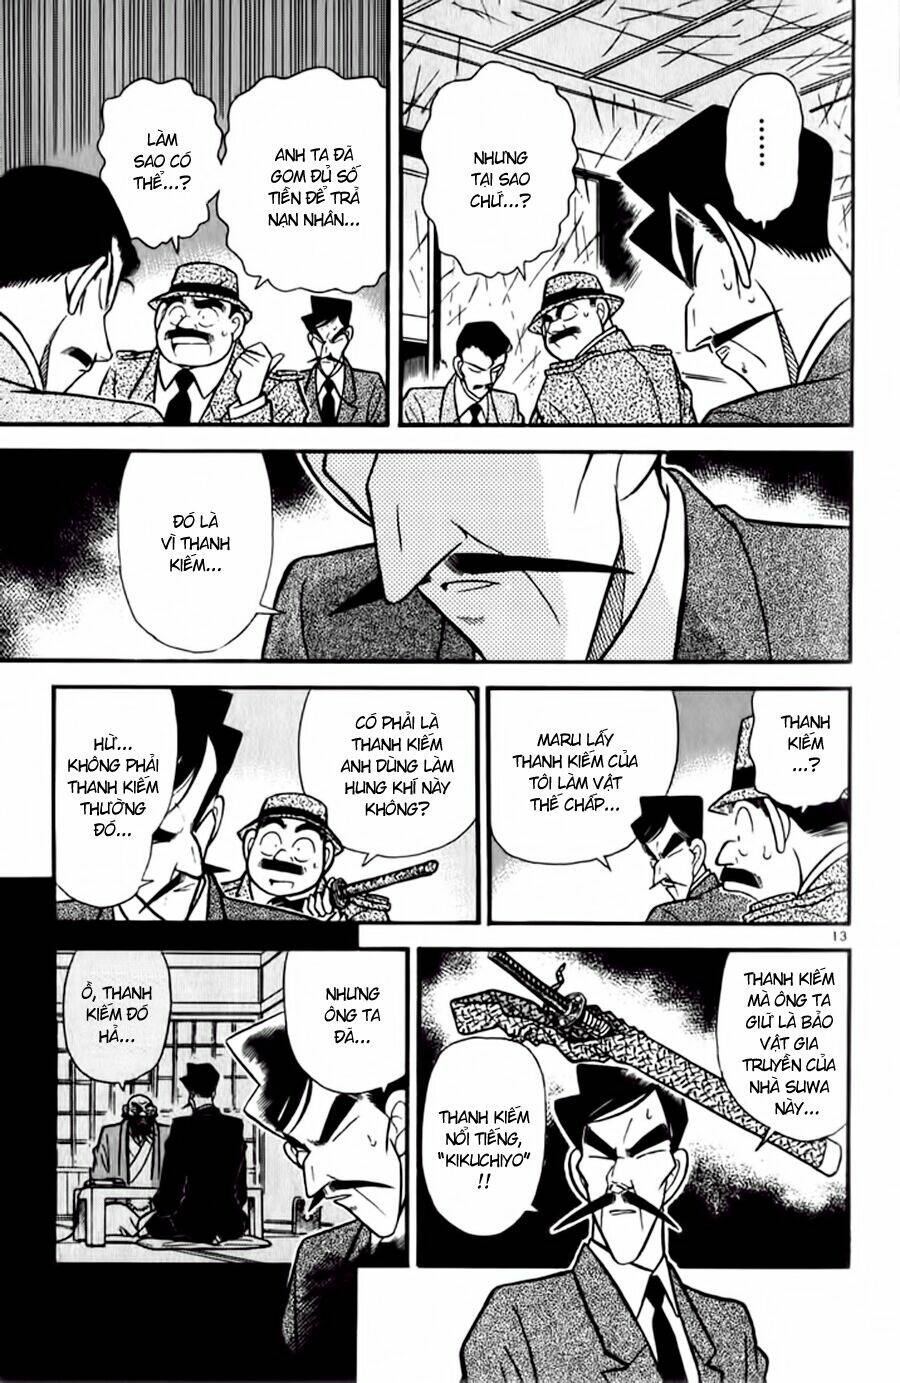 ......
NHƯNG
TẠI SAO
CHỨ...?
ANH TA ĐÃ
GOM ĐỦ SỐ
TIỀN ĐỂ TRẢ
NẠN NHÂN...
LÀM
SAO CÓ
THỂ...?
ĐÓ LÀ
VÌ THANH
KIẾM...
THANH
KIẾM
...?
MARU LẤY
THANH KIẾM CỦA
TÔI LÀM VẬT
THẾ CHẤP...
CÓ PHẢI LÀ
THANH KIẾM
ANH DÙNG LÀM
HUNG KHÍ NÀY
KHÔNG?
HỪ...
KHÔNG PHẢI
THANH KIẾM
THƯỜNG
ĐÓ...
13
THANH KIẾM
MÀ ÔNG TA
GIỮ LÀ BẢO
VẬT GIA
TRUYỀN CỦA
NHÀ SUWA
NÀY...
THANH KIẾM
NỔI TIẾNG,
"KIKUCHIYO"
!!
NHƯNG
ÔNG TA
ĐÃ...
Ồ, THANH
KIẾM ĐÓ
HẢ...